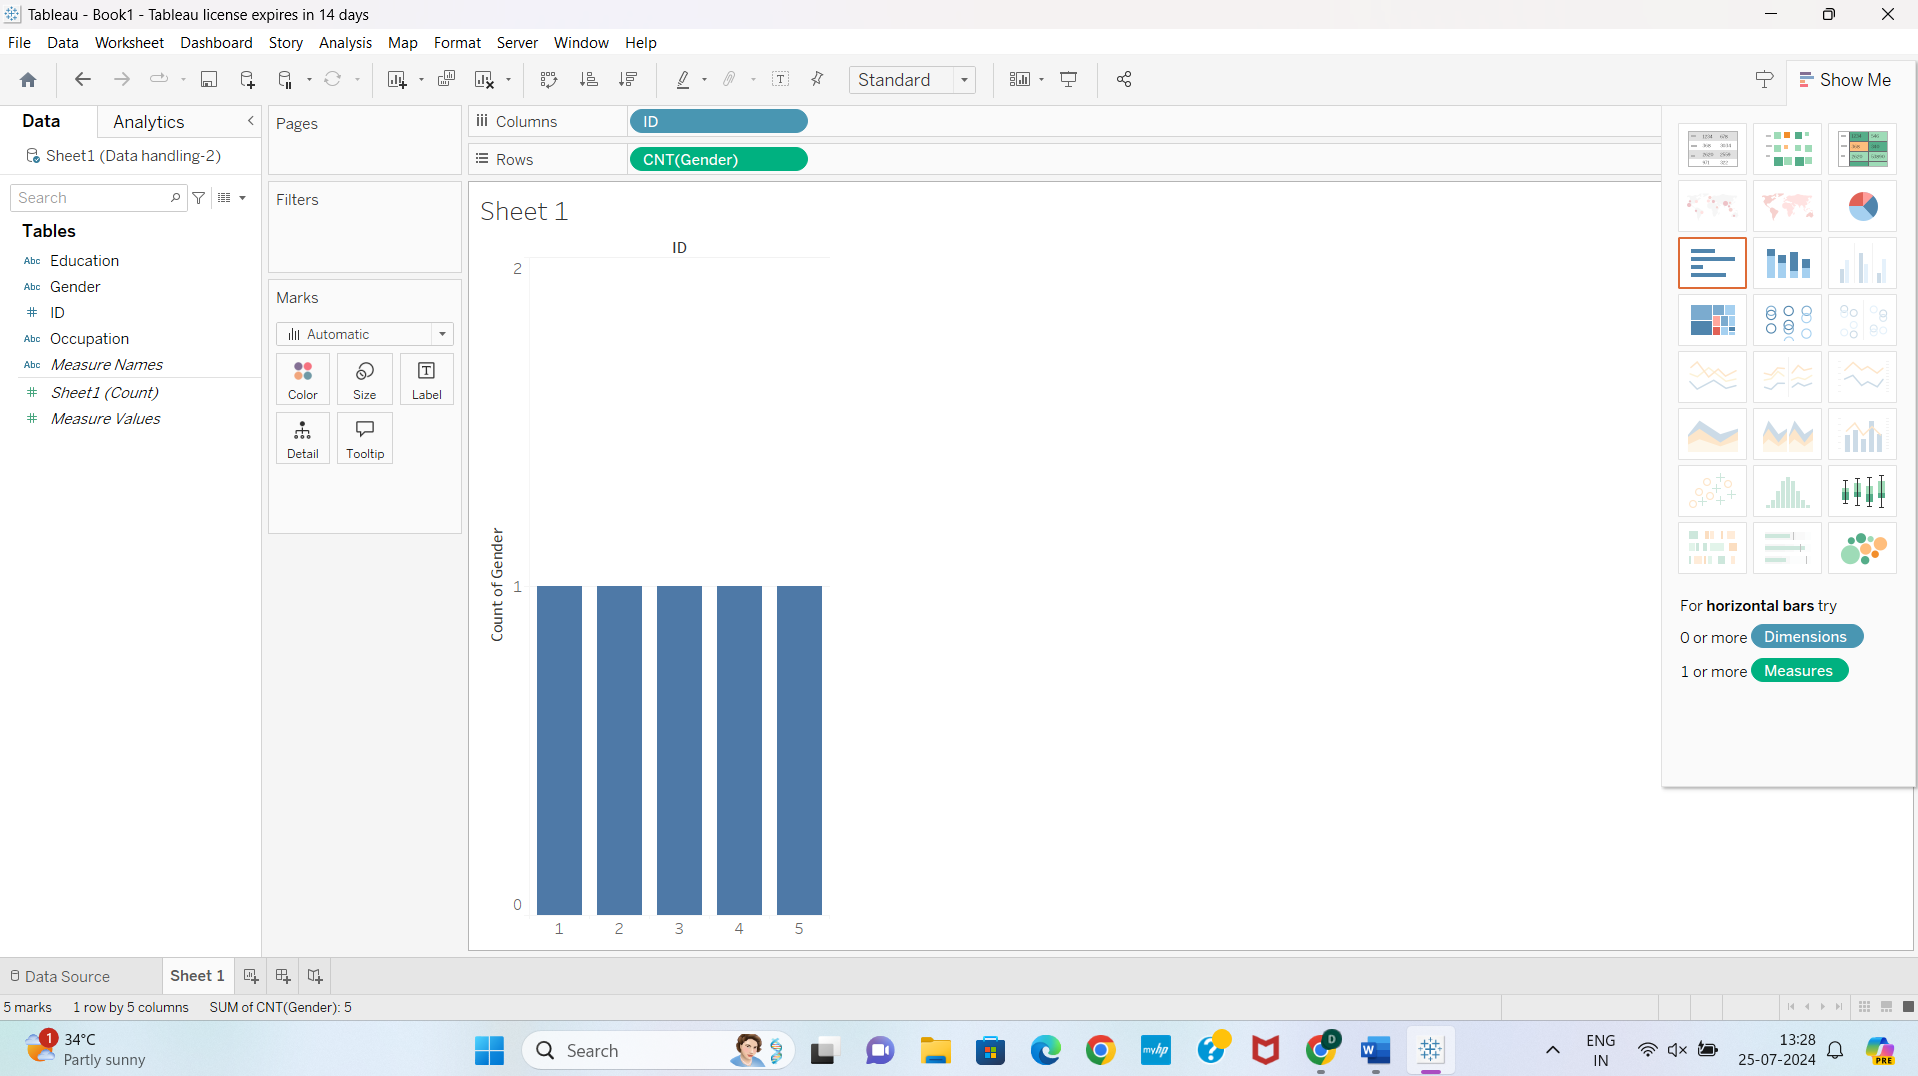 Tableau - Book1 - Tableau license expires in 14 days
File Data Worksheet Dashboard Story Analysis Map Format Server Window Help
Standard
Show Me
Data Analytics
Sheet1 (Data handling-2)
Search
Tables
Abc Education
Abc Gender
# ID
Abc Occupation
Abc Measure Names
# Sheet1 (Count)
# Measure Values
Pages
Filters
Marks
Automatic
Color Size Label
Detail Tooltip
Columns ID
Rows CNT(Gender)
Sheet 1
ID
Count of Gender
2
1
0
1 2 3 4 5
For horizontal bars try
0 or more Dimensions
1 or more Measures
Data Source Sheet 1
5 marks 1 row by 5 columns SUM of CNT(Gender): 5
1
34°C
Partly sunny
Search
myhp
D
W
ENG
IN
13:28
25-07-2024
PRE